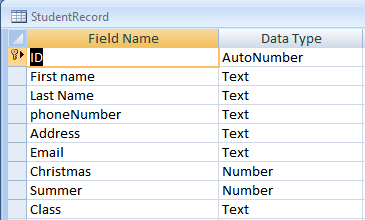 StudentRecord
Field Name Data Type
ID AutoNumber
First name Text
Last Name Text
phoneNumber Text
Address Text
Email Text
Christmas Number
Summer Number
Class Text